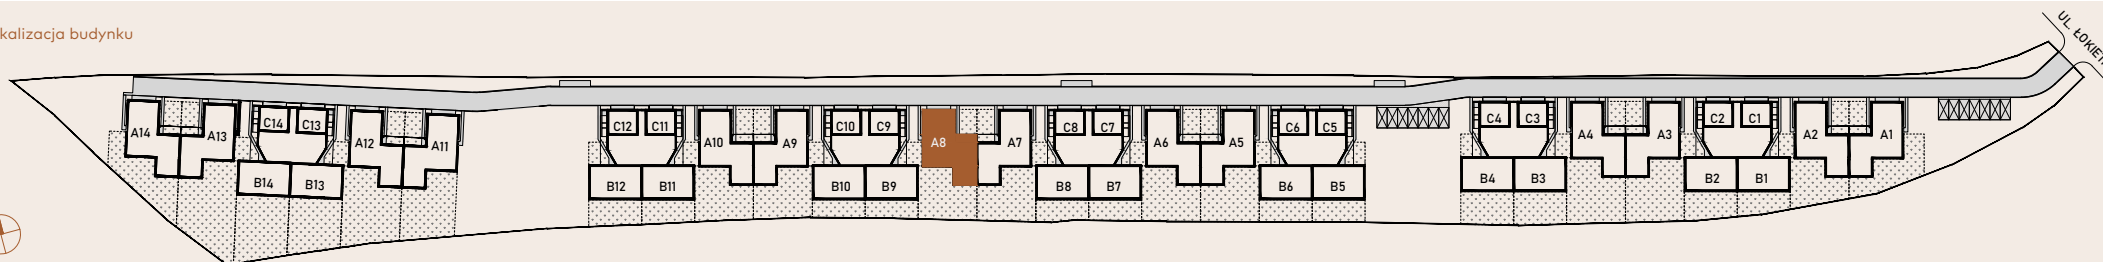 kalizacja budynku
UL.
C14 C13
C12 C11
C10 C9
C8 C7
C6 C5
C4 C3
C2 C1
A14 A13
A12 A11
A10 A9
A8 A7
A6 A5
A4 A3
A2 A1
B14 B13
B12 B11
B10 B9
B8 B7
B6 B5
B4 B3
B2 B1